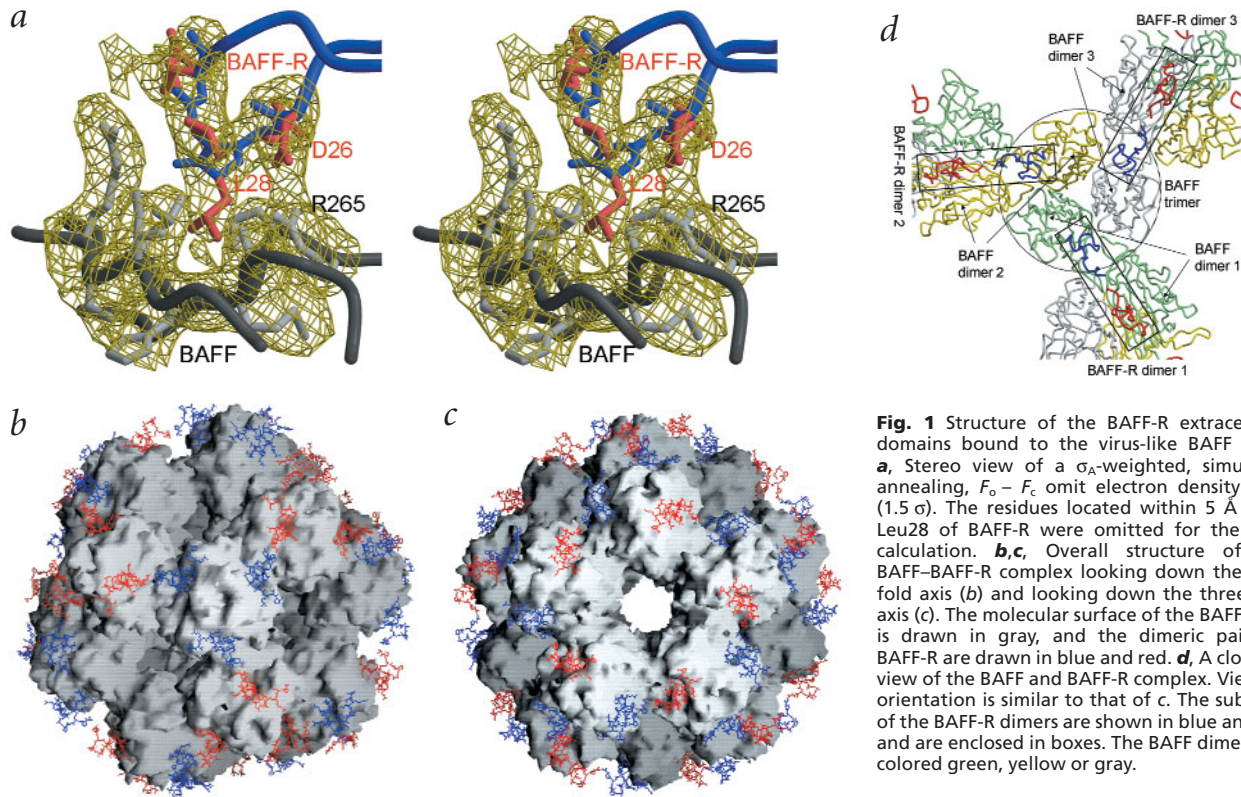 a
BAFF-R
D26
L28
R265
BAFF
BAFF-R
D26
L28
R265
BAFF
d
BAFF-R dimer 3
BAFF
dimer 3
BAFF-R dimer 2
BAFF
trimer
BAFF
dimer 2
BAFF
dimer 1
BAFF-R dimer 1
b
c
Fig. 1 Structure of the BAFF-R extrace
domains bound to the virus-like BAFF
a, Stereo view of a σA-weighted, simu
annealing, Fo – Fc omit electron density
(1.5 σ). The residues located within 5 Å
Leu28 of BAFF-R were omitted for the
calculation. b,c, Overall structure of
BAFF–BAFF-R complex looking down the
fold axis (b) and looking down the three
axis (c). The molecular surface of the BAFF
is drawn in gray, and the dimeric pai
BAFF-R are drawn in blue and red. d, A clo
view of the BAFF and BAFF-R complex. Vie
orientation is similar to that of c. The sub
of the BAFF-R dimers are shown in blue an
and are enclosed in boxes. The BAFF dime
colored green, yellow or gray.